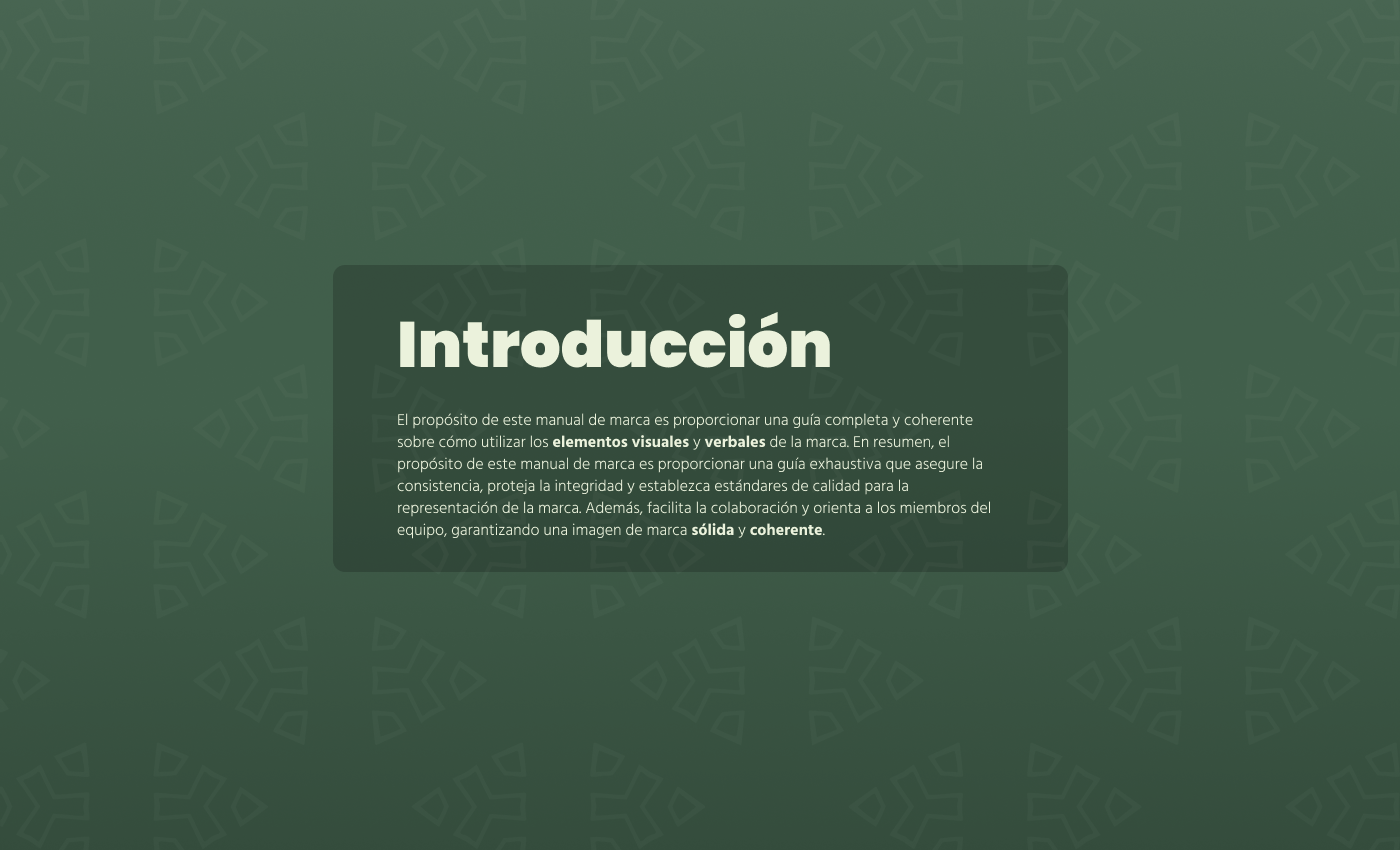 Introducción
El propósito de este manual de marca es proporcionar una guía completa y coherente
sobre cómo utilizar los elementos visuales y verbales de la marca. En resumen, el
propósito de este manual de marca es proporcionar una guía exhaustiva que asegure la
consistencia, proteja la integridad y establezca estándares de calidad para la
representación de la marca. Además, facilita la colaboración y orienta a los miembros del
equipo, garantizando una imagen de marca sólida y coherente.